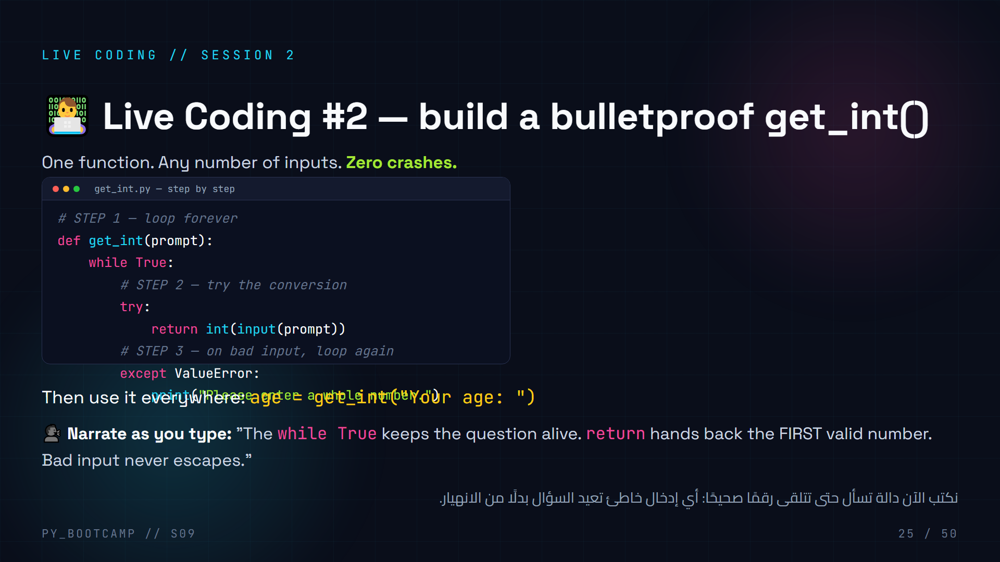 LIVE CODING // SESSION 2
Live Coding #2 — build a bulletproof get_int()
One function. Any number of inputs. Zero crashes.
get_int.py — step by step
# STEP 1 — loop forever
def get_int(prompt):
    while True:
        # STEP 2 — try the conversion
        try:
            return int(input(prompt))
        # STEP 3 — on bad input, loop again
        except ValueError:
            print("Please enter a whole number.")
Then use it everywhere: age = get_int("Your age: ")
Narrate as you type: ”The while True keeps the question alive. return hands back the FIRST valid number.
Bad input never escapes.”
نكتب الآن دالة تسأل حتى تتلقى رقمًا صحيحًا: أي إدخال خاطئ تعيد السؤال بدلًا من الانهيار.
PY_BOOTCAMP // S09
25 / 50